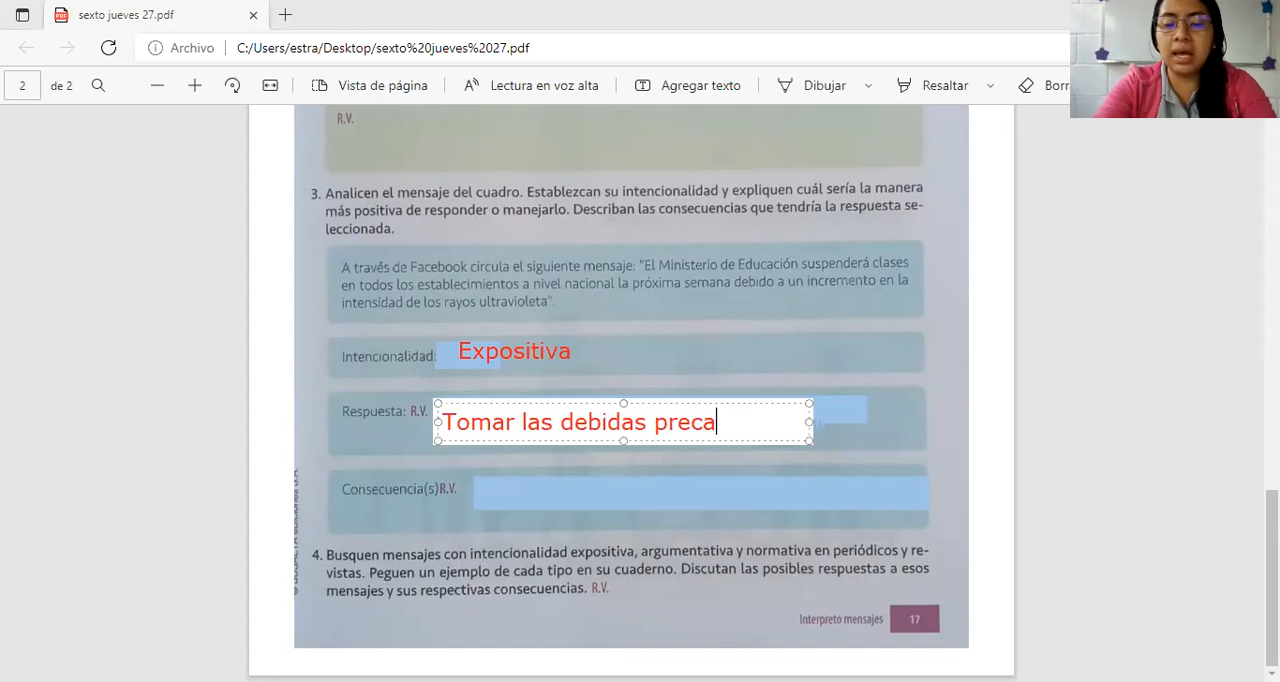 sexto jueves 27.pdf
Archivo
C:/Users/estra/Desktop/sexto%20jueves%2027.pdf
2 de 2
Vista de página
Lectura en voz alta
Agregar texto
Dibujar
Resaltar
Borr
R.V.
3. Analicen el mensaje del cuadro. Establezcan su intencionalidad y expliquen cuál sería la manera
más positiva de responder o manejarlo. Describan las consecuencias que tendría la respuesta se-
leccionada.
A través de Facebook circula el siguiente mensaje: "El Ministerio de Educación suspenderá clases
en todos los establecimientos a nivel nacional la próxima semana debido a un incremento en la
intensidad de los rayos ultravioleta".
Intencionalidad: Expositiva
Respuesta: R.V. Tomar las debidas preca
Consecuencia(s)R.V.
4. Busquen mensajes con intencionalidad expositiva, argumentativa y normativa en periódicos y re-
vistas. Peguen un ejemplo de cada tipo en su cuaderno. Discutan las posibles respuestas a esos
mensajes y sus respectivas consecuencias. R.V.
Interpreto mensajes 17